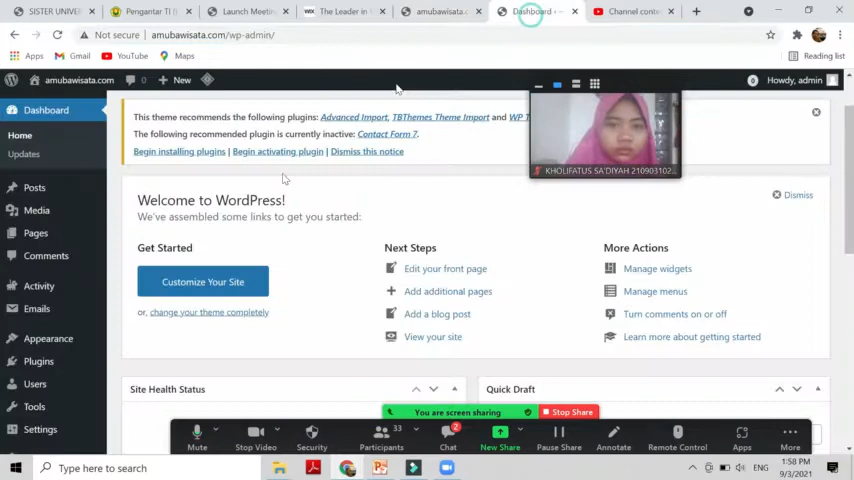 SISTER UNIVER
Pengantar TI (
Launch Meetin
WIX
The Leader in
amubawisata.c
Dashboard
Channel conte
Not secure
amubawisata.com/wp-admin/
Apps
Gmail
YouTube
Maps
Reading list
amubawisata.com
0
New
0
Howdy, admin
Dashboard
Home
Updates
Posts
Media
Pages
Comments
Activity
Emails
Appearance
Plugins
Users
Tools
Settings
This theme recommends the following plugins: Advanced Import, TBThemes Theme Import and WP T
The following recommended plugin is currently inactive: Contact Form 7.
Begin installing plugins | Begin activating plugin | Dismiss this notice
KHOLIFATUS SA'DIYAH 210903102...
Welcome to WordPress!
Dismiss
We've assembled some links to get you started:
Get Started
Customize Your Site
or, change your theme completely
Next Steps
Edit your front page
Add additional pages
Add a blog post
View your site
More Actions
Manage widgets
Manage menus
Turn comments on or off
Learn more about getting started
Site Health Status
Quick Draft
You are screen sharing
Stop Share
Mute
Stop Video
Security
33
Participants
2
Chat
New Share
Pause Share
Annotate
Remote Control
Apps
More
Type here to search
ENG
1:58 PM
9/3/2021